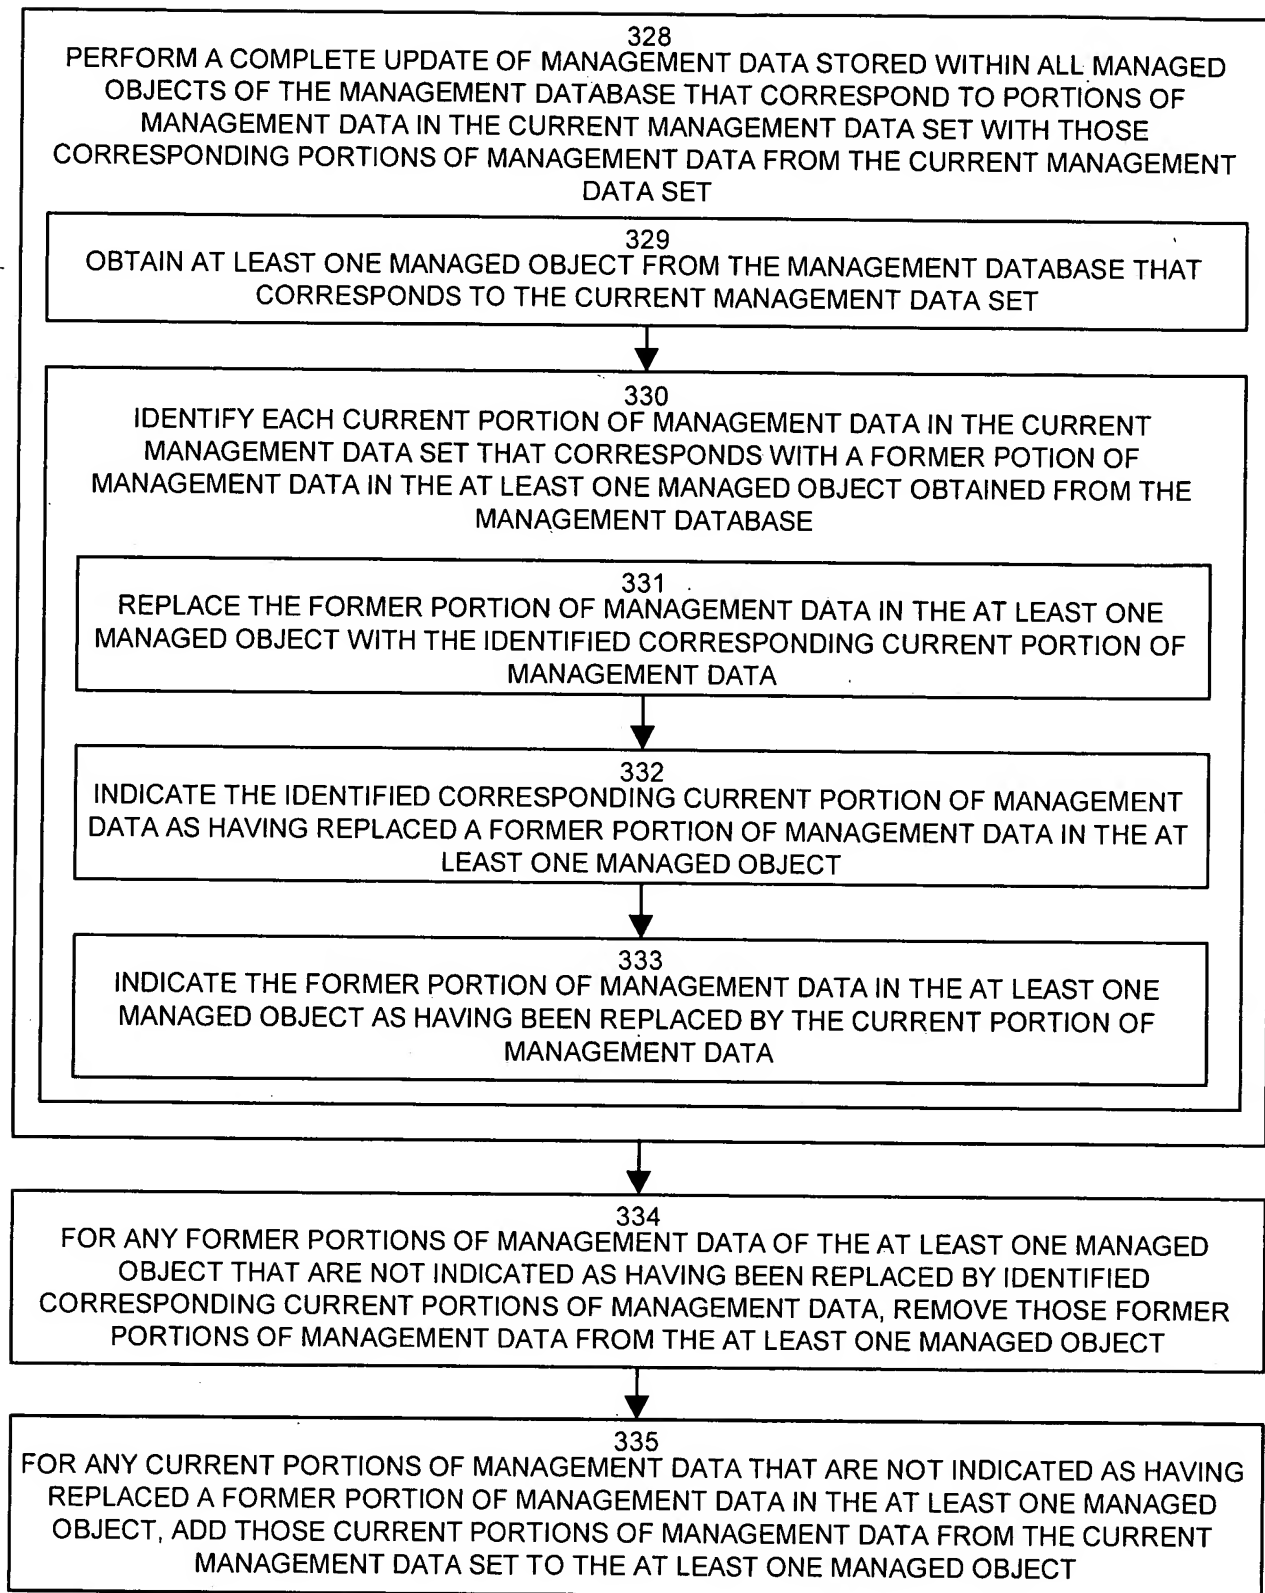 328
PERFORM A COMPLETE UPDATE OF MANAGEMENT DATA STORED WITHIN ALL MANAGED
OBJECTS OF THE MANAGEMENT DATABASE THAT CORRESPOND TO PORTIONS OF
MANAGEMENT DATA IN THE CURRENT MANAGEMENT DATA SET WITH THOSE
CORRESPONDING PORTIONS OF MANAGEMENT DATA FROM THE CURRENT MANAGEMENT
DATA SET
329
OBTAIN AT LEAST ONE MANAGED OBJECT FROM THE MANAGEMENT DATABASE THAT
CORRESPONDS TO THE CURRENT MANAGEMENT DATA SET
330
IDENTIFY EACH CURRENT PORTION OF MANAGEMENT DATA IN THE CURRENT
MANAGEMENT DATA SET THAT CORRESPONDS WITH A FORMER POTION OF
MANAGEMENT DATA IN THE AT LEAST ONE MANAGED OBJECT OBTAINED FROM THE
MANAGEMENT DATABASE
331
REPLACE THE FORMER PORTION OF MANAGEMENT DATA IN THE AT LEAST ONE
MANAGED OBJECT WITH THE IDENTIFIED CORRESPONDING CURRENT PORTION OF
MANAGEMENT DATA
332
INDICATE THE IDENTIFIED CORRESPONDING CURRENT PORTION OF MANAGEMENT
DATA AS HAVING REPLACED A FORMER PORTION OF MANAGEMENT DATA IN THE AT
LEAST ONE MANAGED OBJECT
333
INDICATE THE FORMER PORTION OF MANAGEMENT DATA IN THE AT LEAST ONE
MANAGED OBJECT AS HAVING BEEN REPLACED BY THE CURRENT PORTION OF
MANAGEMENT DATA
334
FOR ANY FORMER PORTIONS OF MANAGEMENT DATA OF THE AT LEAST ONE MANAGED
OBJECT THAT ARE NOT INDICATED AS HAVING BEEN REPLACED BY IDENTIFIED
CORRESPONDING CURRENT PORTIONS OF MANAGEMENT DATA, REMOVE THOSE FORMER
PORTIONS OF MANAGEMENT DATA FROM THE AT LEAST ONE MANAGED OBJECT
335
FOR ANY CURRENT PORTIONS OF MANAGEMENT DATA THAT ARE NOT INDICATED AS HAVING
REPLACED A FORMER PORTION OF MANAGEMENT DATA IN THE AT LEAST ONE MANAGED
OBJECT, ADD THOSE CURRENT PORTIONS OF MANAGEMENT DATA FROM THE CURRENT
MANAGEMENT DATA SET TO THE AT LEAST ONE MANAGED OBJECT